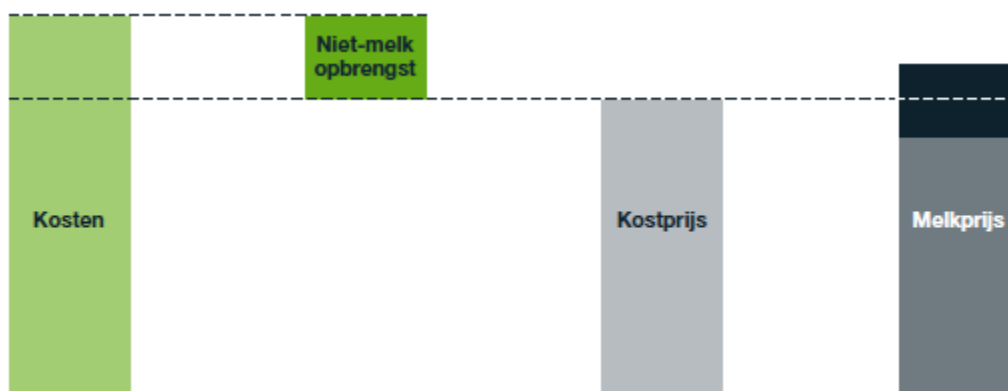 Niet-melk
opbrengst
Kosten
Kostprijs
Melkprijs